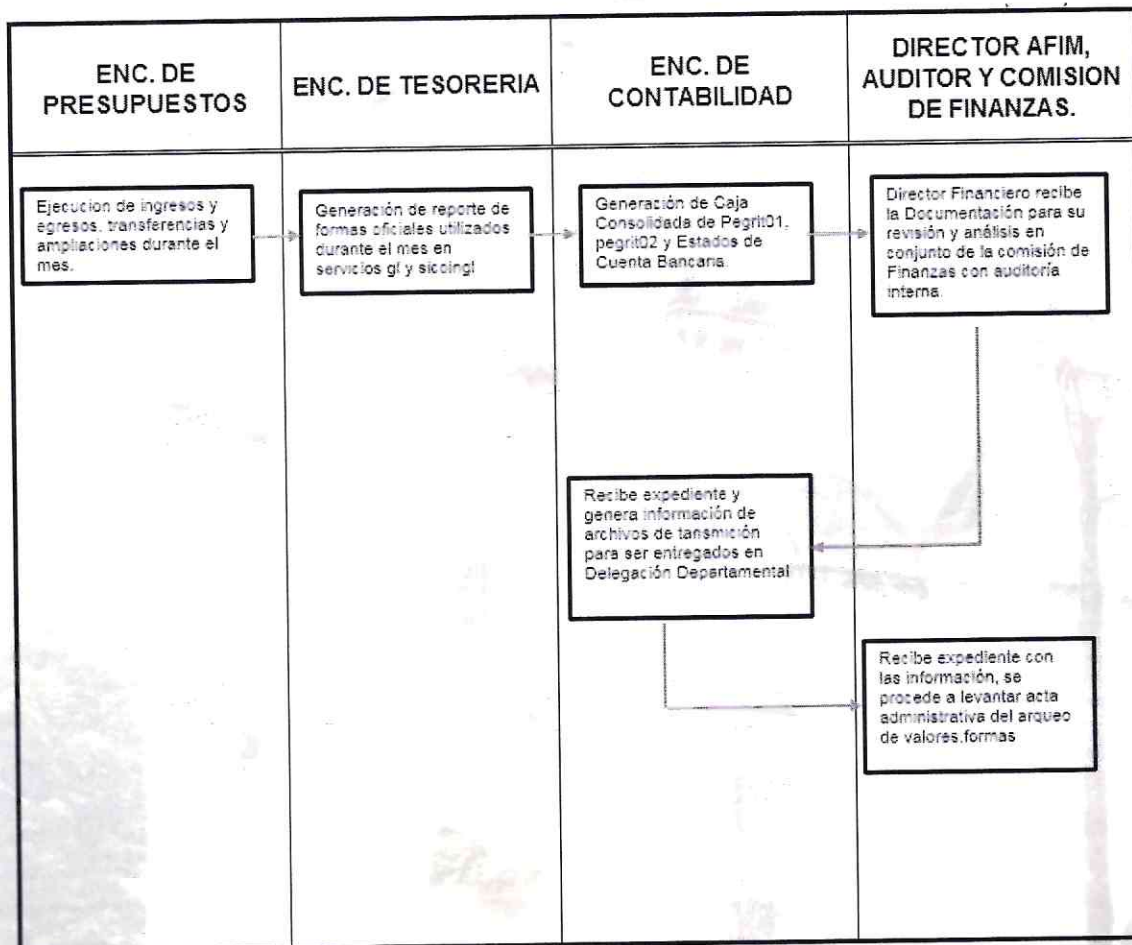 ENC. DE
PRESUPUESTOS
ENC. DE TESORERIA
ENC. DE
CONTABILIDAD
DIRECTOR AFIM,
AUDITOR Y COMISION
DE FINANZAS.
Ejecucion de ingresos y
egresos, transferencias y
ampliaciones durante el
mes.
Generación de reporte de
formas oficiales utilizados
durante el mes en
servicios gl y sicoingl
Generación de Caja
Consolidada de Pegrit01,
pegrit02 y Estados de
Cuenta Bancaria.
Director Financiero recibe
la Documentación para su
revisión y análisis en
conjunto de la comisión de
Finanzas con auditoría
interna.
Recibe expediente y
genera información de
archivos de tansmición
para ser entregados en
Delegación Departamental
Recibe expediente con
las información, se
procede a levantar acta
administrativa del arqueo
de valores.formas